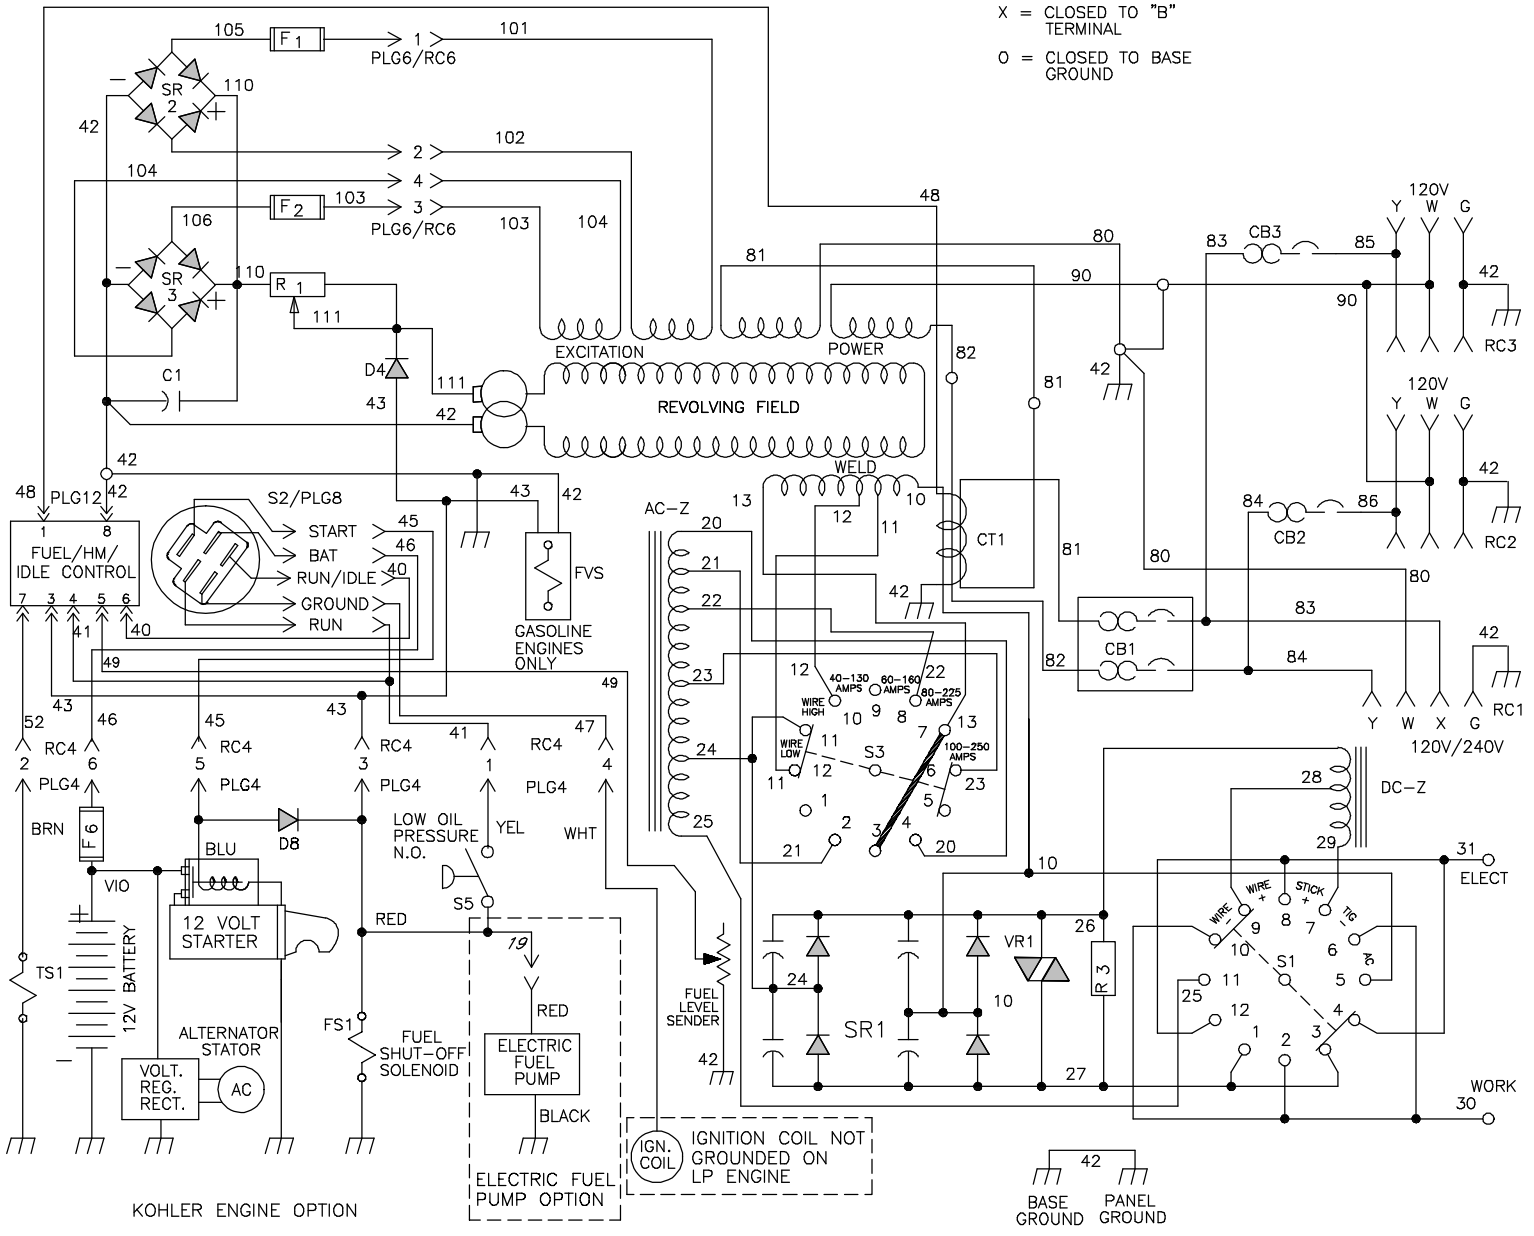 X = CLOSED TO "B"
TERMINAL
O = CLOSED TO BASE
GROUND
105
F1
1
101
PLG6/RC6
SR
2
110
42
2
102
104
4
F2
103
3
103
104
PLG6/RC6
106
SR
3
110
R1
111
C1
D4
43
111
42
EXCITATION
POWER
REVOLVING FIELD
WELD
48
81
80
90
82
81
42
83
CB3
85
120V
Y W G
42
90
RC3
120V
Y W G
42
84
CB2
86
RC2
80
80
81
42
48
PLG12
42
1
8
FUEL/HM/
IDLE CONTROL
7 3 4 5 6
41
40
49
43
S2/PLG8
START
45
BAT
46
RUN/IDLE
40
GROUND
RUN
43
42
FVS
GASOLINE
ENGINES
ONLY
49
AC-Z
20
21
22
23
24
25
13
12
11
10
CT1
42
82
CB1
83
84
42
RC1
Y W X G
120V/240V
12
40-130
AMPS
60-160
AMPS
80-225
AMPS
22
WIRE
HIGH
10
9
8
13
WIRE
LOW
11
7
100-250
AMPS
11
12
S3
6
23
1
5
2
3
4
21
20
10
52
46
45
43
41
47
RC4
RC4
RC4
2
6
5
3
1
4
PLG4
PLG4
PLG4
PLG4
BRN
F6
BLU
D8
VIO
12 VOLT
STARTER
LOW OIL
PRESSURE
N.O.
YEL
WHT
S5
RED
19
TS1
12V BATTERY
+
-
ALTERNATOR
STATOR
VOLT.
REG.
RECT.
AC
FS1
FUEL
SHUT-OFF
SOLENOID
RED
ELECTRIC
FUEL
PUMP
BLACK
ELECTRIC FUEL
PUMP OPTION
FUEL
LEVEL
SENDER
42
IGN.
COIL
IGNITION COIL NOT
GROUNDED ON
LP ENGINE
24
SR1
10
VR1
26
R3
27
28
DC-Z
29
31
ELECT
WIRE
-
WIRE
+
STICK
+
TIG
-
AC
10
9
8
7
6
5
S1
11
12
1
2
3
4
25
WORK
30
42
BASE
GROUND
PANEL
GROUND
KOHLER ENGINE OPTION